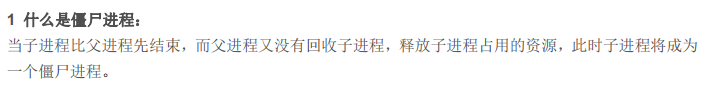 1 什么是僵尸进程：
当子进程比父进程先结束，而父进程又没有回收子进程，释放子进程占用的资源，此时子进程将成为
一个僵尸进程。